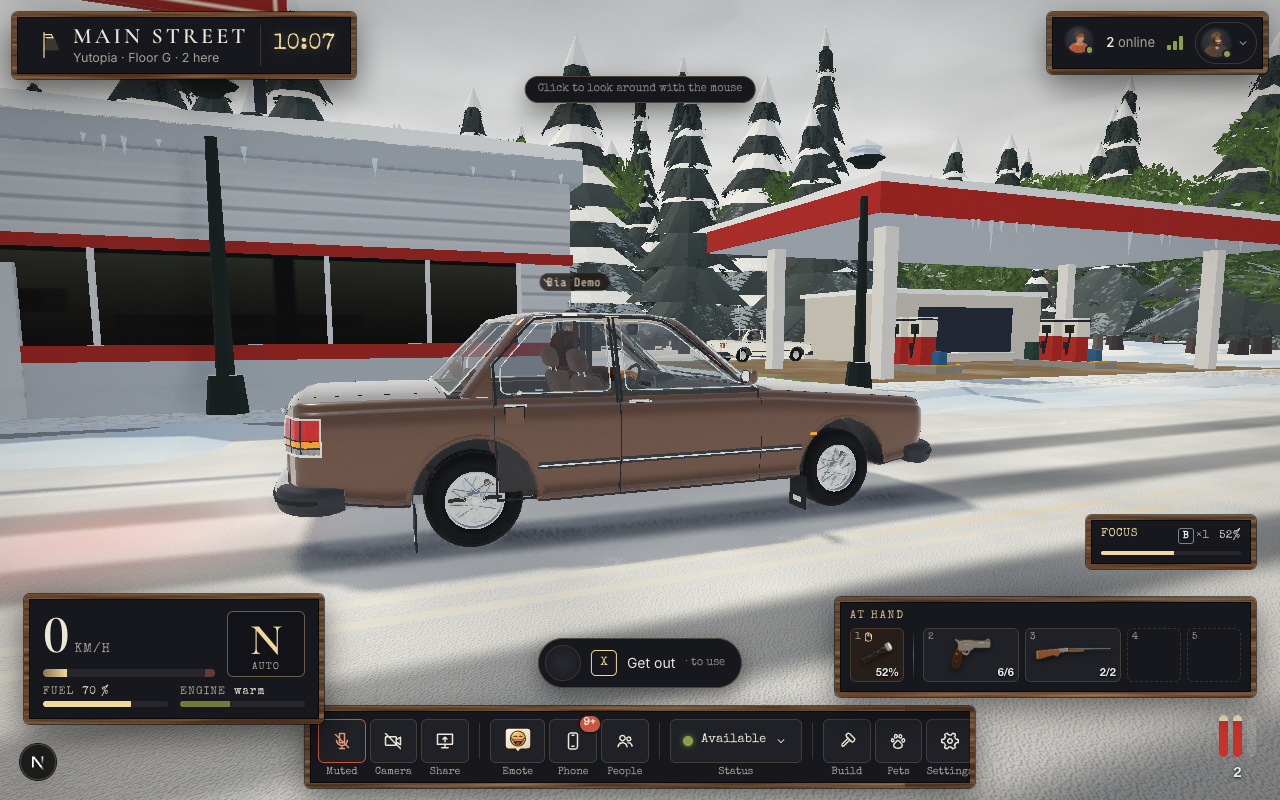 MAIN STREET
Yutopia · Floor G · 2 here
10:07
2 online
Click to look around with the mouse
Bia Demo
FOCUS
B ×1 52%
AT HAND
1
52%
2
6/6
3
2/2
4
5
0 KM/H
N
AUTO
FUEL 70 %
ENGINE warm
X Get out · to use
9+
Available
Muted
Camera
Share
Emote
Phone
People
Status
Build
Pets
Settings
N
2